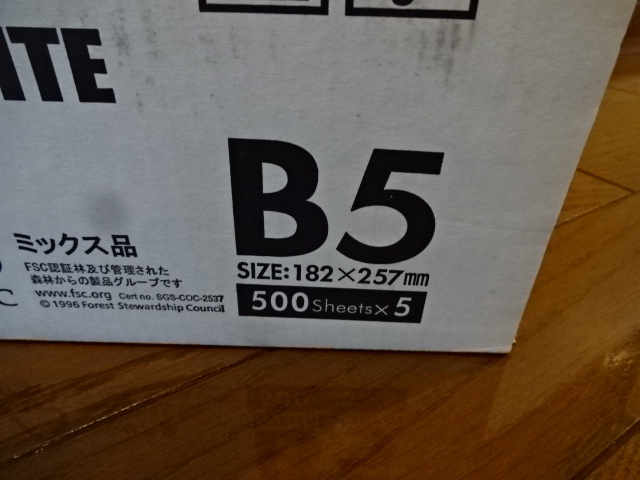 ITE
B5
SIZE: 182×257mm
500 Sheets×5
ミックス品
FSC認証林及び管理された
森林からの製品グループです
www.fsc.org Cert no. SGS-COC-2537
© 1996 Forest Stewardship Council
C